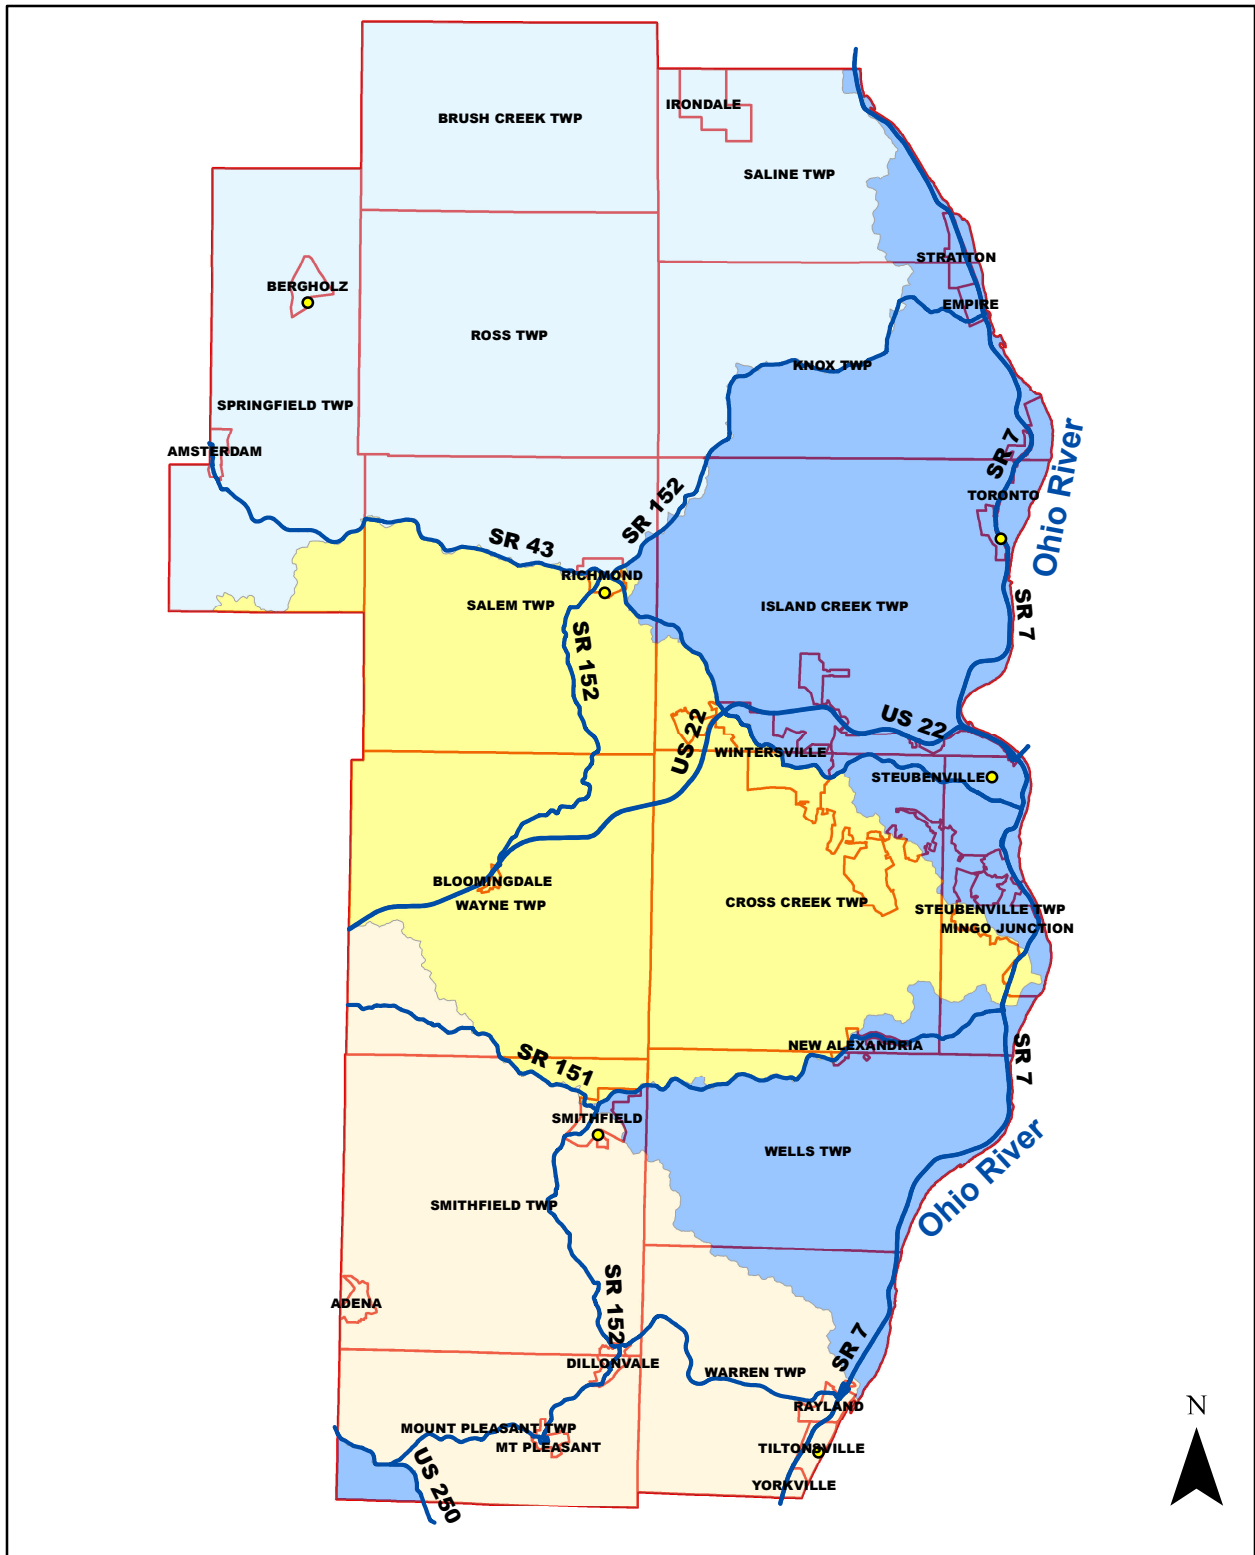 IRONDALE
BRUSH CREEK TWP
SALINE TWP
STRATTON
BERGHOLZ
EMPIRE
ROSS TWP
KNOX TWP
SPRINGFIELD TWP
AMSTERDAM
SR 7
Ohio River
TORONTO
SR 152
SR 43
RICHMOND
SALEM TWP
ISLAND CREEK TWP
SR 7
SR 152
US 22
US 22
WINTERSVILLE
STEUBENVILLE
BLOOMINGDALE
WAYNE TWP
CROSS CREEK TWP
STEUBENVILLE TWP
MINGO JUNCTION
NEW ALEXANDRIA
SR 7
SR 151
SMITHFIELD
WELLS TWP
Ohio River
SMITHFIELD TWP
SR 152
ADENA
SR 7
DILLONVALE
WARREN TWP
RAYLAND
MOUNT PLEASANT TWP
MT PLEASANT
TILTONSVILLE
US 250
YORKVILLE
N